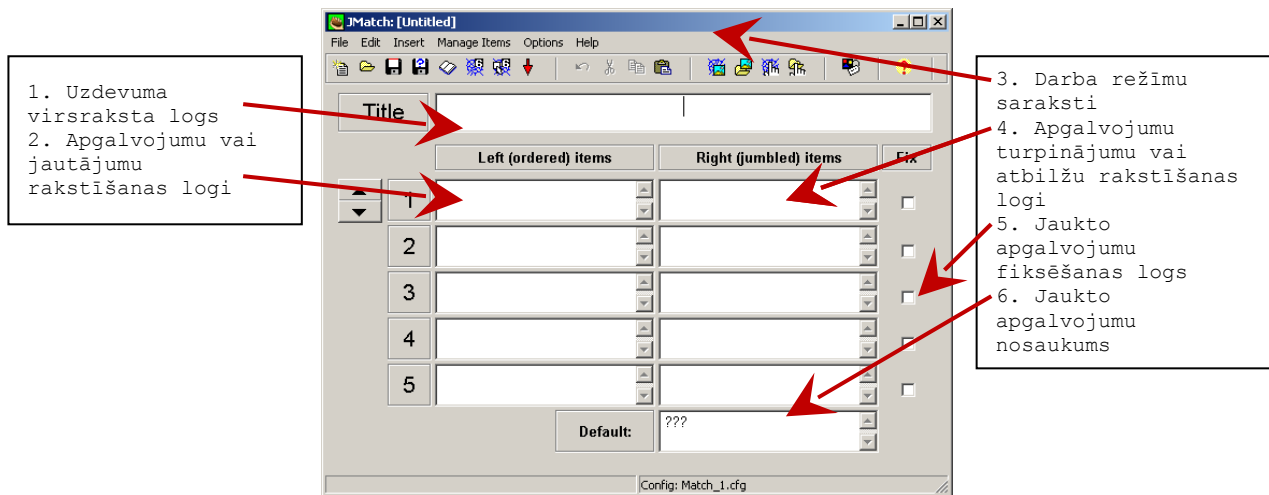 JMatch: [Untitled]
File Edit Insert Manage Items Options Help
1. Uzdevuma
virsraksta logs
2. Apgalvojumu vai
jautājumu
rakstīšanas logi
Title
Left (ordered) items Right (jumbled) items Fix
1
2
3
4
5
Default: ???
Config: Match_1.cfg
3. Darba režīmu
saraksti
4. Apgalvojumu
turpinājumu vai
atbilžu rakstīšanas
logi
5. Jaukto
apgalvojumu
fiksēšanas logs
6. Jaukto
apgalvojumu
nosaukums